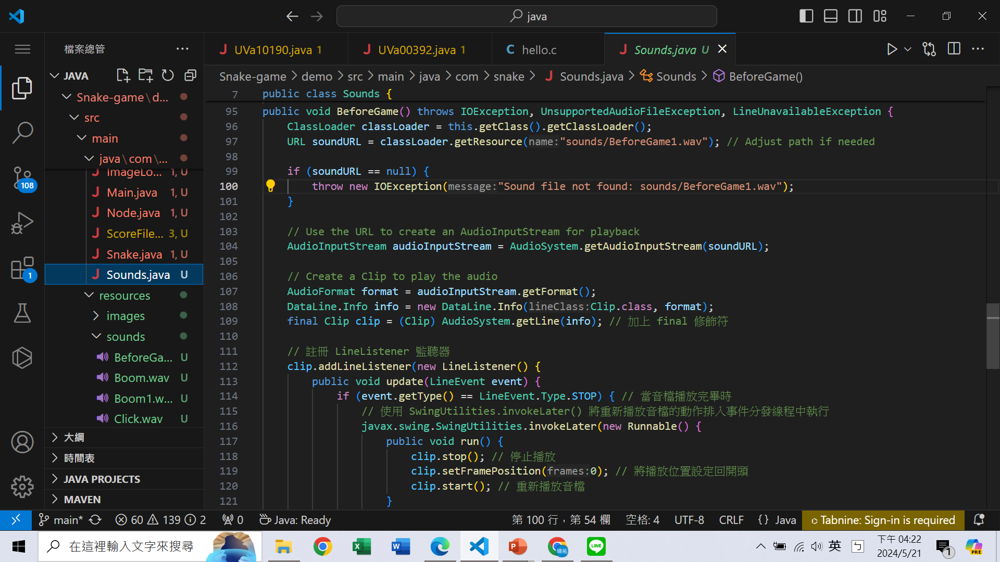 java
檔案總管
UVa10190.java 1
UVa00392.java 1
C hello.c
Sounds.java U
JAVA
Snake-game > demo > src > main > java > com > snake > Sounds.java > Sounds > BeforeGame()
Snake-game\d...
src
main
java\com\...
ImageLo... 1, U
Main.java 1, U
Node.java 1, U
ScoreFile... 3, U
Snake.java 1, U
Sounds.java U
resources
images
sounds
BeforeGa... U
Boom.wav U
Boom1.w... U
Click.wav U
大綱
時間表
JAVA PROJECTS
MAVEN
108
1
7 public class Sounds {
95 public void BeforeGame() throws IOException, UnsupportedAudioFileException, LineUnavailableException {
96 ClassLoader classLoader = this.getClass().getClassLoader();
97 URL soundURL = classLoader.getResource(name:"sounds/BeforeGame1.wav"); // Adjust path if needed
98
99 if (soundURL == null) {
100 throw new IOException(message:"Sound file not found: sounds/BeforeGame1.wav");
101 }
102
103 // Use the URL to create an AudioInputStream for playback
104 AudioInputStream audioInputStream = AudioSystem.getAudioInputStream(soundURL);
105
106 // Create a Clip to play the audio
107 AudioFormat format = audioInputStream.getFormat();
108 DataLine.Info info = new DataLine.Info(lineClass:Clip.class, format);
109 final Clip clip = (Clip) AudioSystem.getLine(info); // 加上 final 修飾符
110
111 // 註冊 LineListener 監聽器
112 clip.addLineListener(new LineListener() {
113 public void update(LineEvent event) {
114 if (event.getType() == LineEvent.Type.STOP) { // 當音檔播放完畢時
115 // 使用 SwingUtilities.invokeLater() 將重新播放音檔的動作排入事件分發線程中執行
116 javax.swing.SwingUtilities.invokeLater(new Runnable() {
117 public void run() {
118 clip.stop(); // 停止播放
119 clip.setFramePosition(frames:0); // 將播放位置設定回開頭
120 clip.start(); // 重新播放音檔
121 }
main* 60 139 2 0 Java: Ready 第 100 行，第 54 欄 空格: 4 UTF-8 CRLF {} Java Tabnine: Sign-in is required
在這裡輸入文字來搜尋
靖祐
LINE
英
ㄅ
下午 04:22
2024/5/21
1
PRE